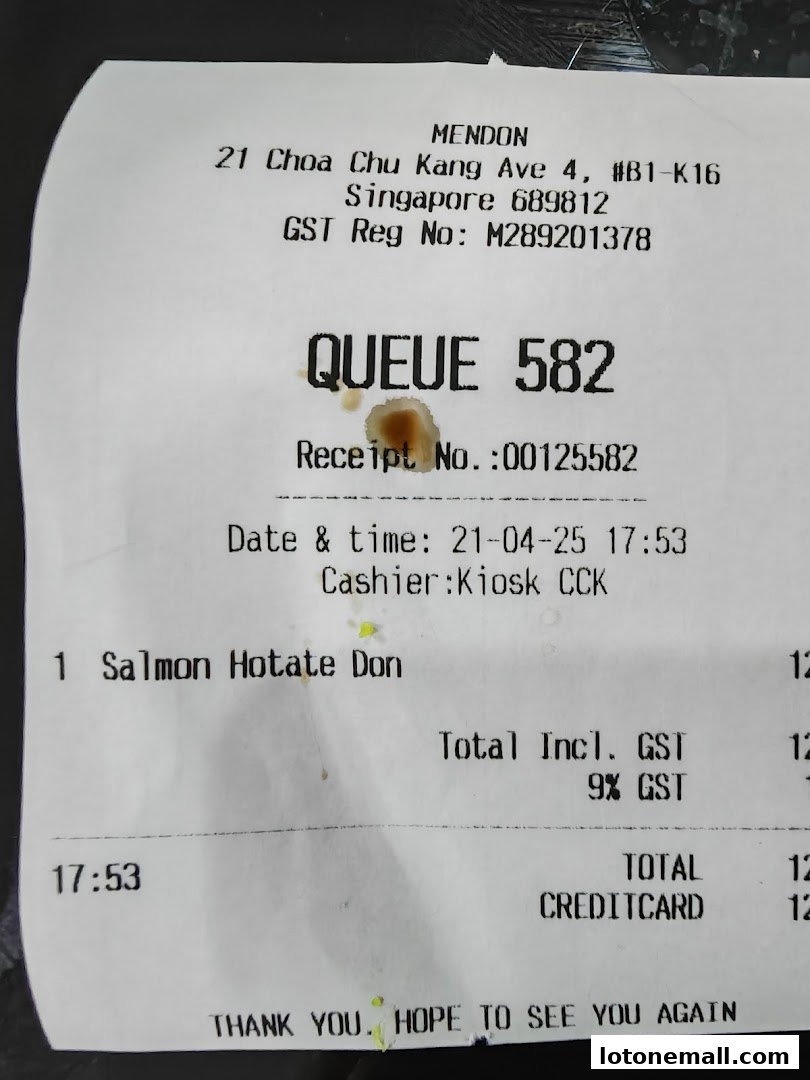 MENDON
21 Choa Chu Kang Ave 4, #B1-K16
Singapore 689812
GST Reg No: M289201378
QUEUE 582
Receipt No.:00125582
Date & time: 21-04-25 17:53
Cashier:Kiosk CCK
1 Salmon Hotate Don
Total Incl. GST
9% GST
17:53 TOTAL
CREDITCARD
THANK YOU. HOPE TO SEE YOU AGAIN
lotonemall.com